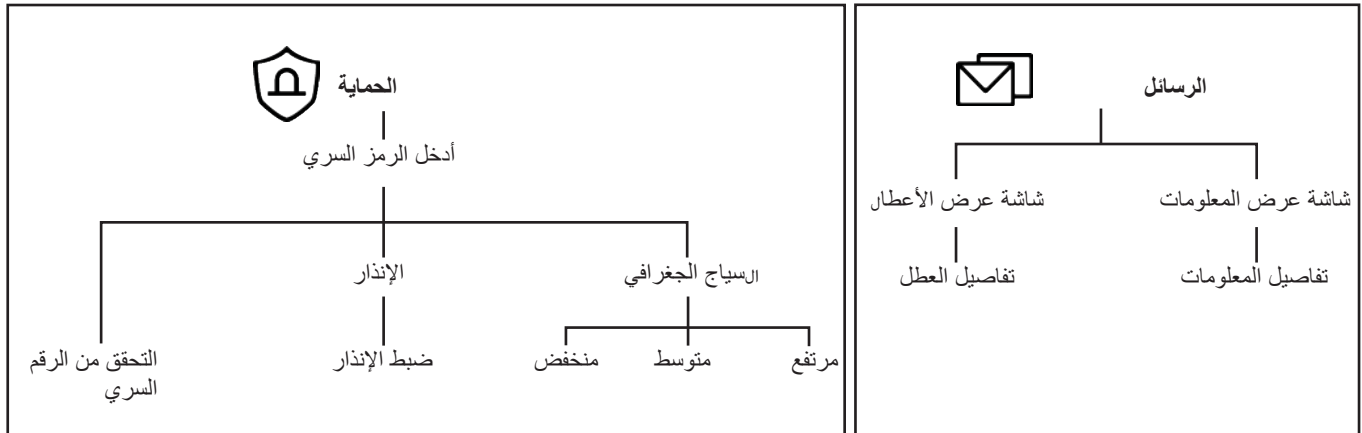 الرسائل
شاشة عرض المعلومات
شاشة عرض الأعطال
تفاصيل المعلومات
تفاصيل العطل
الحماية
أدخل الرمز السري
السياج الجغرافي
الإنذار
مرتفع
متوسط
منخفض
ضبط الإنذار
التحقق من الرقم
السري